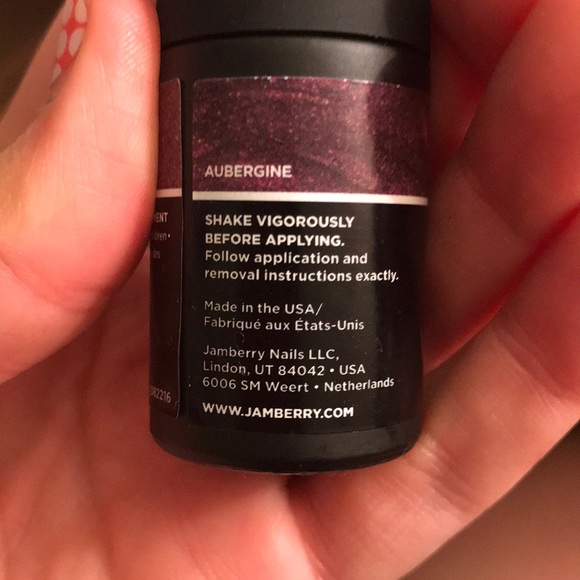 AUBERGINE
SHAKE VIGOROUSLY
BEFORE APPLYING.
Follow application and
removal instructions exactly.
Made in the USA/
Fabriqué aux États-Unis
Jamberry Nails LLC,
Lindon, UT 84042 • USA
6006 SM Weert • Netherlands
WWW.JAMBERRY.COM